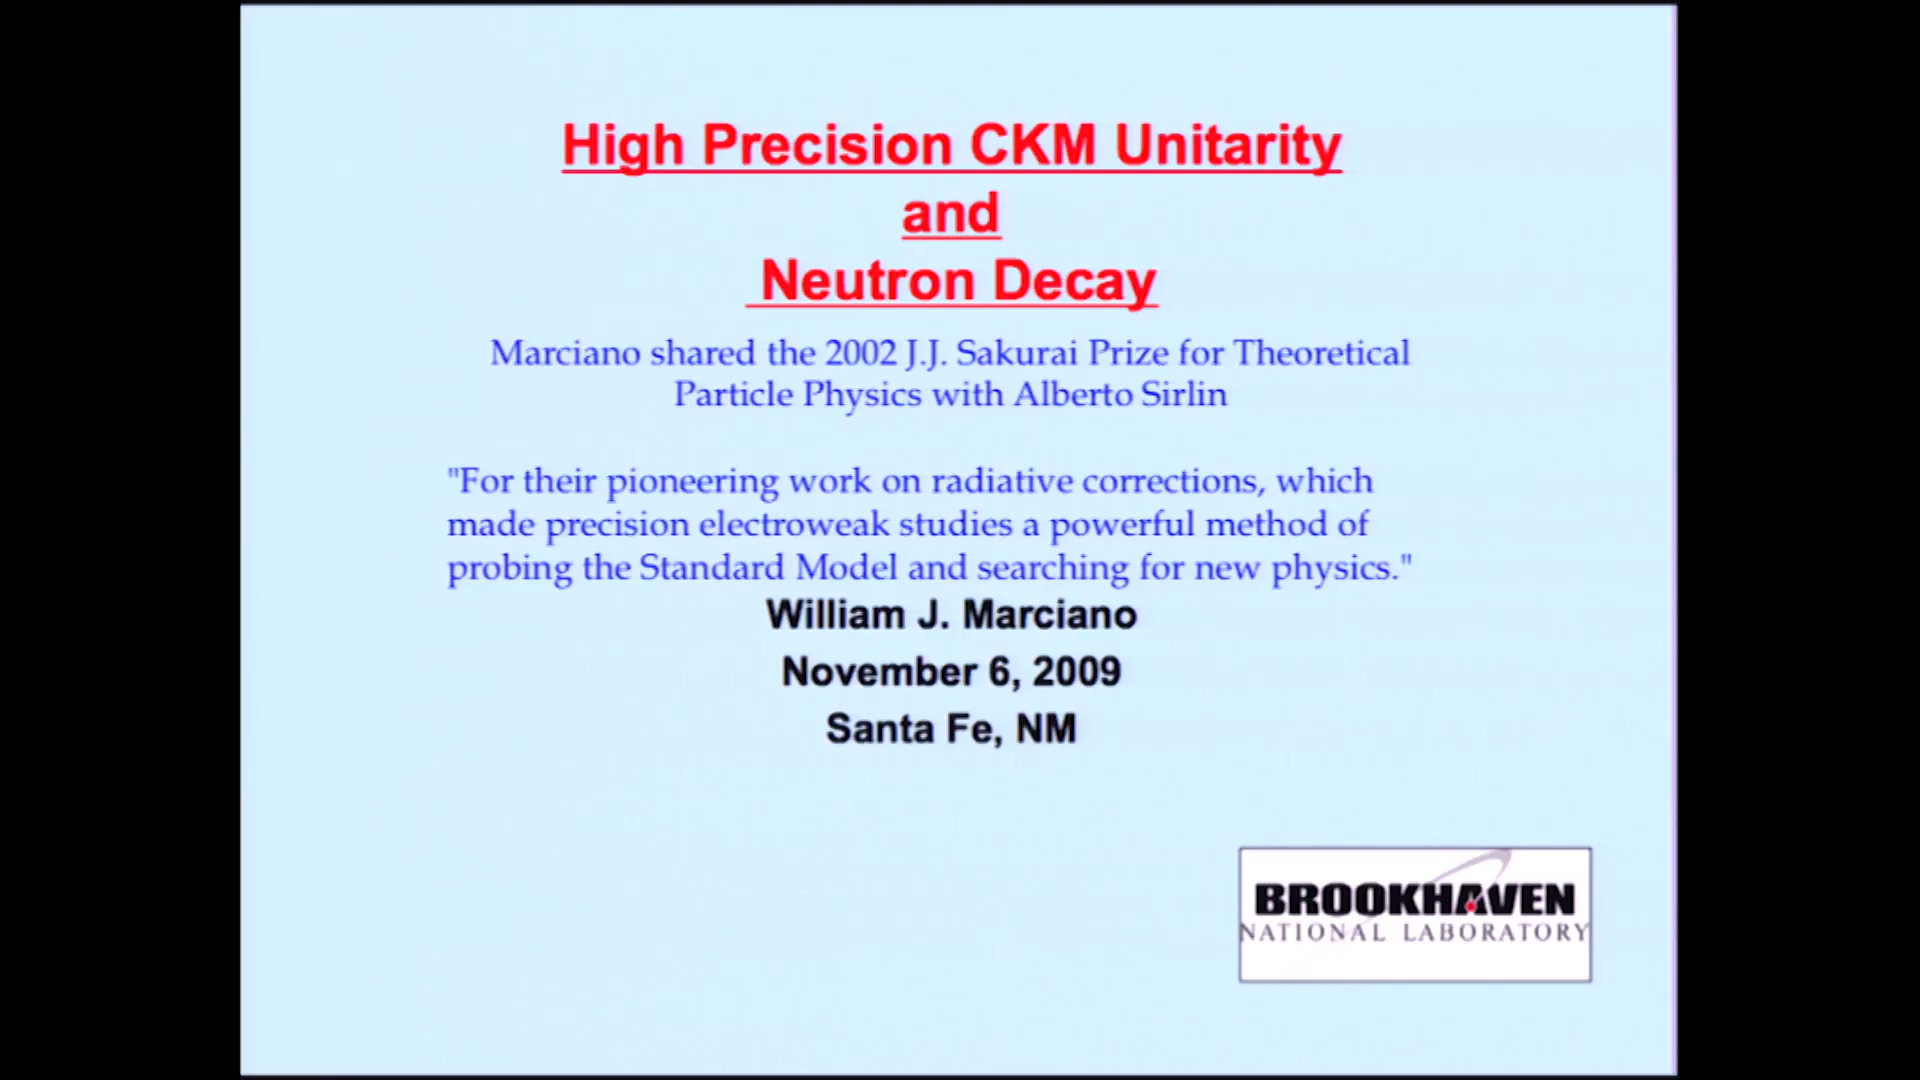 High Precision CKM Unitarity
and
Neutron Decay
Marciano shared the 2002 J.J. Sakurai Prize for Theoretical
Particle Physics with Alberto Sirlin
"For their pioneering work on radiative corrections, which
made precision electroweak studies a powerful method of
probing the Standard Model and searching for new physics."
William J. Marciano
November 6, 2009
Santa Fe, NM
BROOKHAVEN
NATIONAL LABORATORY